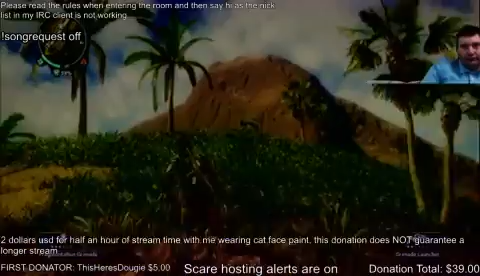 Please read the rules when entering the room and then say hi as the nick
list in my IRC client is not working
!songrequest off
2 dollars usd for half an hour of stream time with me wearing cat face paint. this donation does NOT guarantee a
longer stream
FIRST DONATOR: ThisHeresDougie $5.00
Scare hosting alerts are on
Donation Total: $39.00